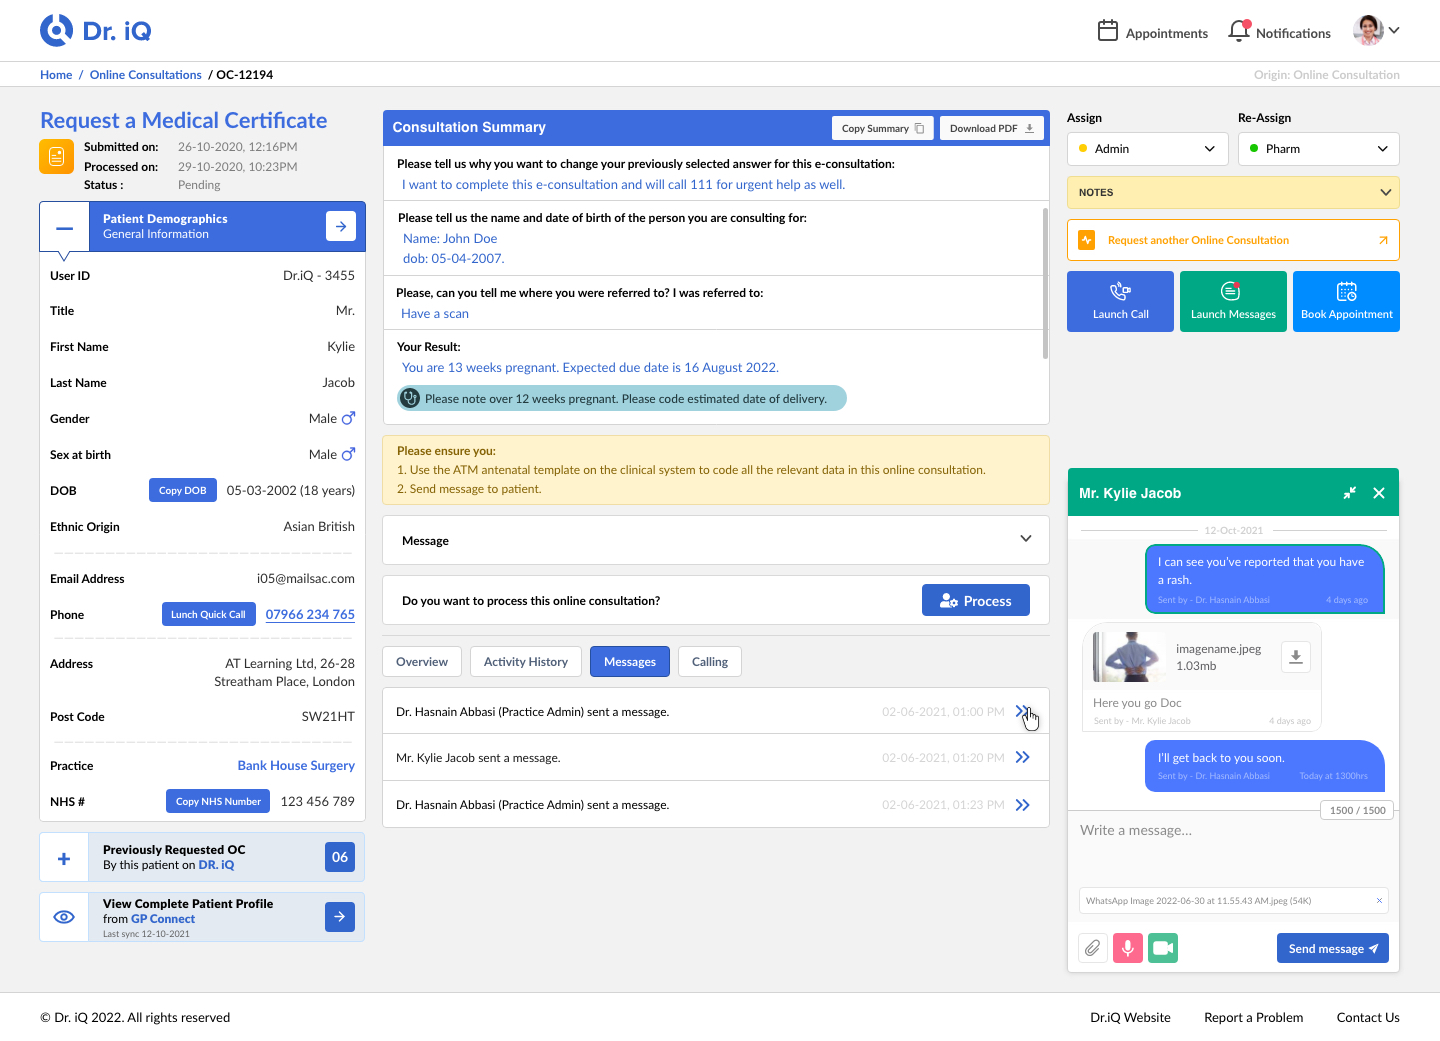 Dr. iQ
Appointments
Notifications
Home / Online Consultations / OC-12194
Origin: Online Consultation
Request a Medical Certificate
Submitted on: 26-10-2020, 12:16PM
Processed on: 29-10-2020, 10:23PM
Status : Pending
Patient Demographics
General Information
User ID Dr.iQ - 3455
Title Mr.
First Name Kylie
Last Name Jacob
Gender Male
Sex at birth Male
DOB Copy DOB 05-03-2002 (18 years)
Ethnic Origin Asian British
Email Address i05@mailsac.com
Phone Lunch Quick Call 07966 234 765
Address AT Learning Ltd, 26-28
Streatham Place, London
Post Code SW21HT
Practice Bank House Surgery
NHS # Copy NHS Number 123 456 789
Previously Requested OC
By this patient on DR. iQ
06
View Complete Patient Profile
from GP Connect
Last sync 12-10-2021
Consultation Summary
Copy Summary
Download PDF
Please tell us why you want to change your previously selected answer for this e-consultation:
I want to complete this e-consultation and will call 111 for urgent help as well.
Please tell us the name and date of birth of the person you are consulting for:
Name: John Doe
dob: 05-04-2007.
Please, can you tell me where you were referred to? I was referred to:
Have a scan
Your Result:
You are 13 weeks pregnant. Expected due date is 16 August 2022.
Please note over 12 weeks pregnant. Please code estimated date of delivery.
Please ensure you:
1. Use the ATM antenatal template on the clinical system to code all the relevant data in this online consultation.
2. Send message to patient.
Message
Do you want to process this online consultation?
Process
Overview
Activity History
Messages
Calling
Dr. Hasnain Abbasi (Practice Admin) sent a message. 02-06-2021, 01:00 PM
Mr. Kylie Jacob sent a message. 02-06-2021, 01:20 PM
Dr. Hasnain Abbasi (Practice Admin) sent a message. 02-06-2021, 01:23 PM
Assign
Re-Assign
Admin
Pharm
NOTES
Request another Online Consultation
Launch Call
Launch Messages
Book Appointment
Mr. Kylie Jacob
12-Oct-2021
I can see you've reported that you have
a rash.
Sent by - Dr. Hasnain Abbasi 4 days ago
imagename.jpeg
1.03mb
Here you go Doc
Sent by - Mr. Kylie Jacob 4 days ago
I'll get back to you soon.
Sent by - Dr. Hasnain Abbasi Today at 1300hrs
1500 / 1500
Write a message...
WhatsApp Image 2022-06-30 at 11.55.43 AM.jpeg (54K)
Send message
© Dr. iQ 2022. All rights reserved
Dr.iQ Website
Report a Problem
Contact Us